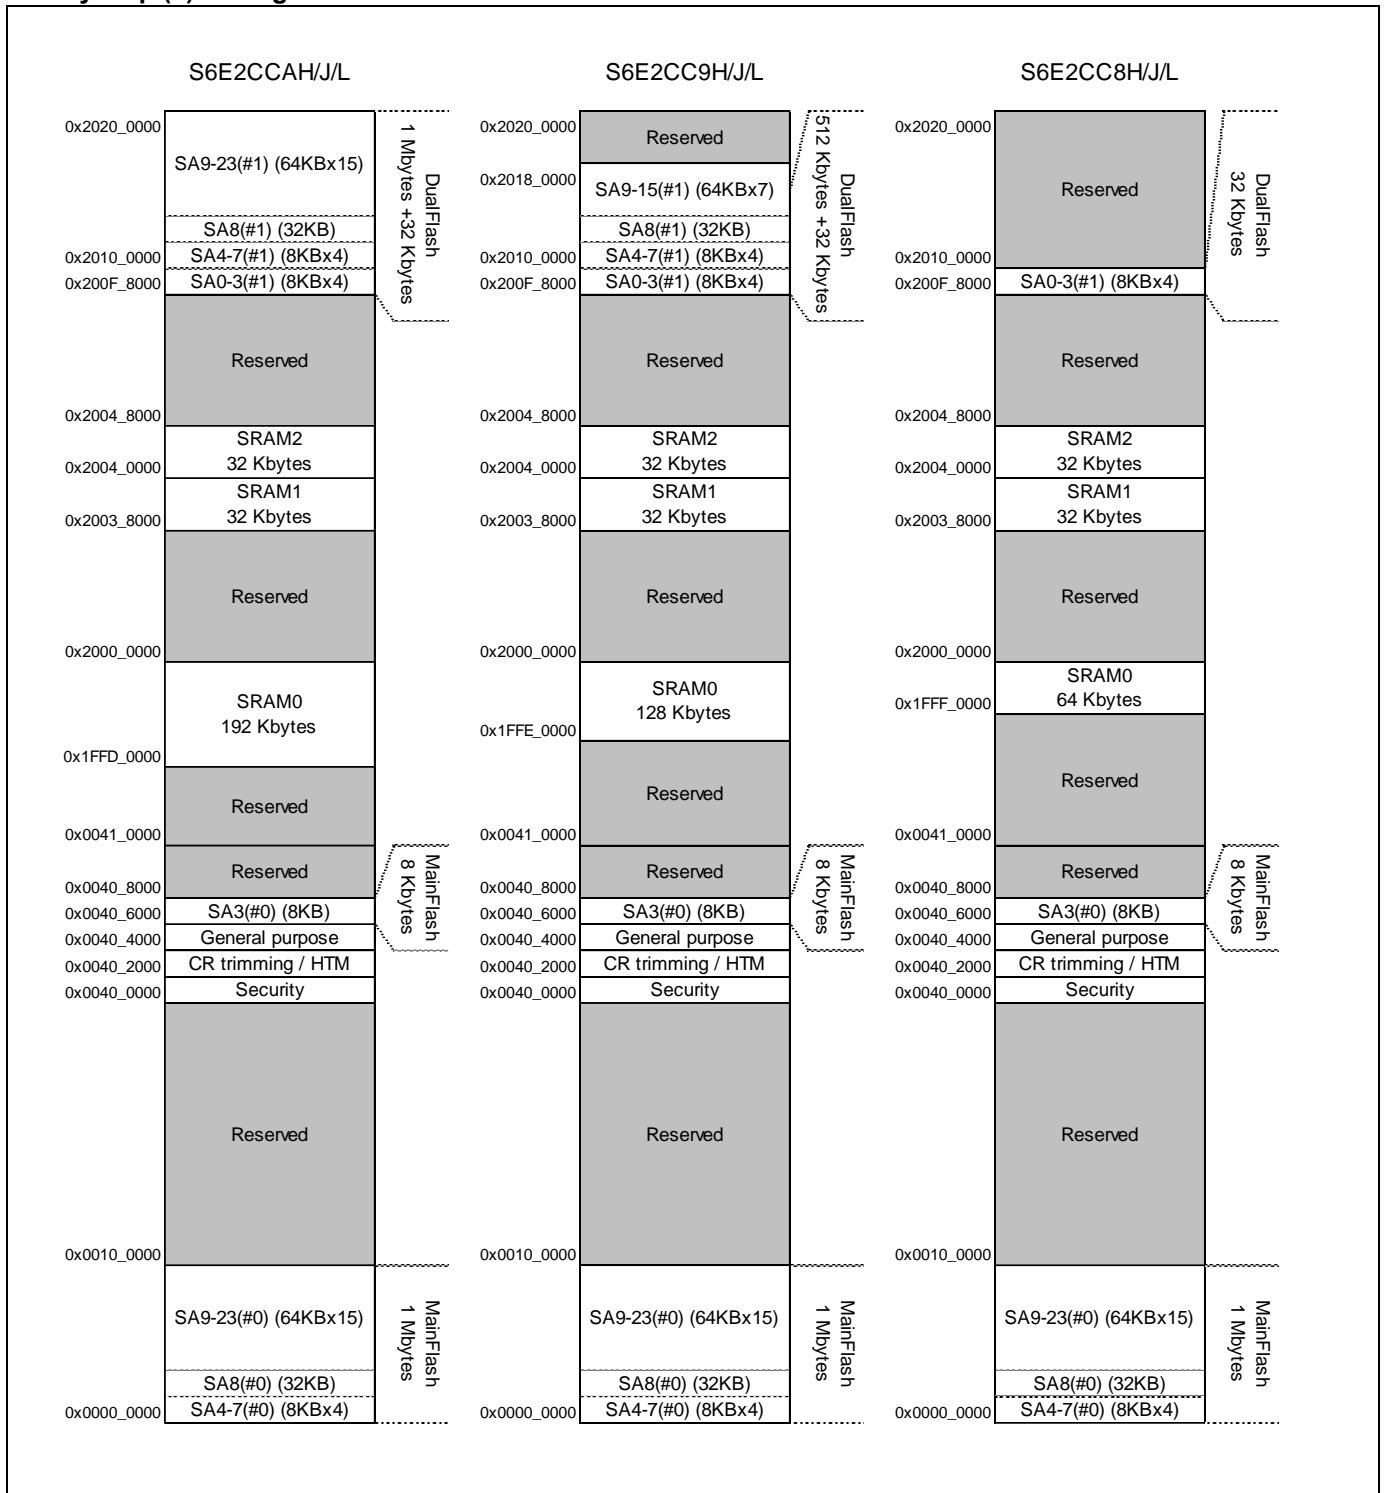 S6E2CCAH/J/L
0x2020_0000
SA9-23(#1) (64KBx15)
SA8(#1) (32KB)
0x2010_0000
SA4-7(#1) (8KBx4)
0x200F_8000
SA0-3(#1) (8KBx4)
DualFlash
1 Mbytes +32 Kbytes
Reserved
0x2004_8000
SRAM2
32 Kbytes
0x2004_0000
SRAM1
32 Kbytes
0x2003_8000
Reserved
0x2000_0000
SRAM0
192 Kbytes
0x1FFD_0000
Reserved
0x0041_0000
Reserved
0x0040_8000
SA3(#0) (8KB)
0x0040_6000
General purpose
0x0040_4000
CR trimming / HTM
0x0040_2000
Security
0x0040_0000
MainFlash
8 Kbytes
Reserved
0x0010_0000
SA9-23(#0) (64KBx15)
SA8(#0) (32KB)
SA4-7(#0) (8KBx4)
0x0000_0000
MainFlash
1 Mbytes
S6E2CC9H/J/L
0x2020_0000
Reserved
0x2018_0000
SA9-15(#1) (64KBx7)
SA8(#1) (32KB)
0x2010_0000
SA4-7(#1) (8KBx4)
0x200F_8000
SA0-3(#1) (8KBx4)
DualFlash
512 Kbytes +32 Kbytes
Reserved
0x2004_8000
SRAM2
32 Kbytes
0x2004_0000
SRAM1
32 Kbytes
0x2003_8000
Reserved
0x2000_0000
SRAM0
128 Kbytes
0x1FFE_0000
Reserved
0x0041_0000
Reserved
0x0040_8000
SA3(#0) (8KB)
0x0040_6000
General purpose
0x0040_4000
CR trimming / HTM
0x0040_2000
Security
0x0040_0000
MainFlash
8 Kbytes
Reserved
0x0010_0000
SA9-23(#0) (64KBx15)
SA8(#0) (32KB)
SA4-7(#0) (8KBx4)
0x0000_0000
MainFlash
1 Mbytes
S6E2CC8H/J/L
0x2020_0000
Reserved
0x2010_0000
SA0-3(#1) (8KBx4)
0x200F_8000
DualFlash
32 Kbytes
Reserved
0x2004_8000
SRAM2
32 Kbytes
0x2004_0000
SRAM1
32 Kbytes
0x2003_8000
Reserved
0x2000_0000
SRAM0
64 Kbytes
0x1FFF_0000
Reserved
0x0041_0000
Reserved
0x0040_8000
SA3(#0) (8KB)
0x0040_6000
General purpose
0x0040_4000
CR trimming / HTM
0x0040_2000
Security
0x0040_0000
MainFlash
8 Kbytes
Reserved
0x0010_0000
SA9-23(#0) (64KBx15)
SA8(#0) (32KB)
SA4-7(#0) (8KBx4)
0x0000_0000
MainFlash
1 Mbytes